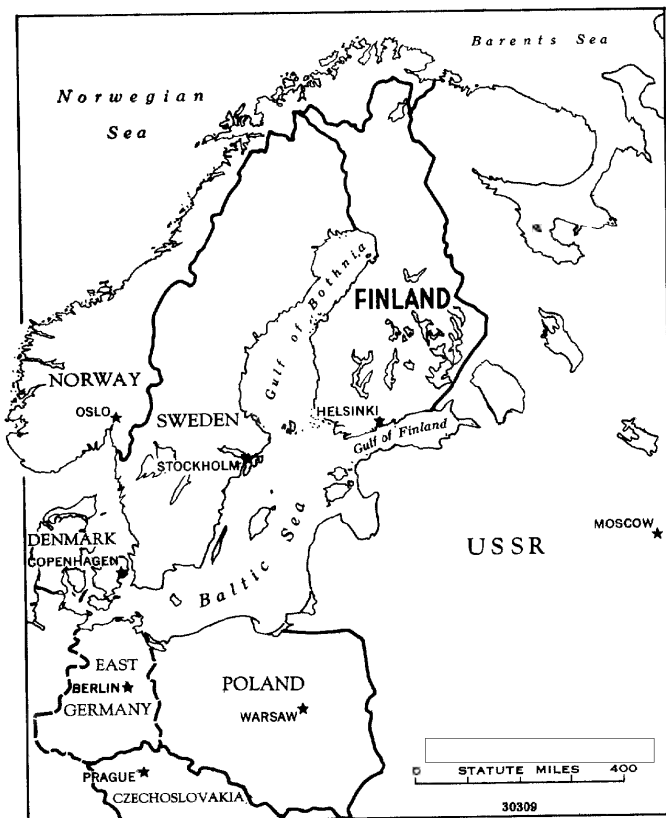 Barents Sea
Norwegian
Sea
Gulf of Bothnia
FINLAND
NORWAY
OSLO
SWEDEN
HELSINKI
Gulf of Finland
STOCKHOLM
Baltic Sea
MOSCOW
USSR
DENMARK
COPENHAGEN
EAST
BERLIN
GERMANY
POLAND
WARSAW
PRAGUE
CZECHOSLOVAKIA
0 STATUTE MILES 400
30309